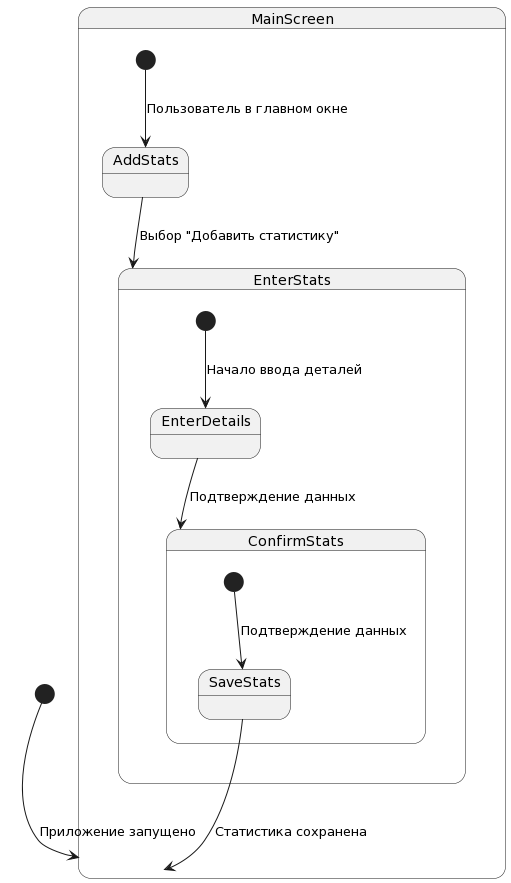 MainScreen
Пользователь в главном окне
AddStats
Выбор "Добавить статистику"
EnterStats
Начало ввода деталей
EnterDetails
Подтверждение данных
ConfirmStats
Подтверждение данных
SaveStats
Приложение запущено
Статистика сохранена